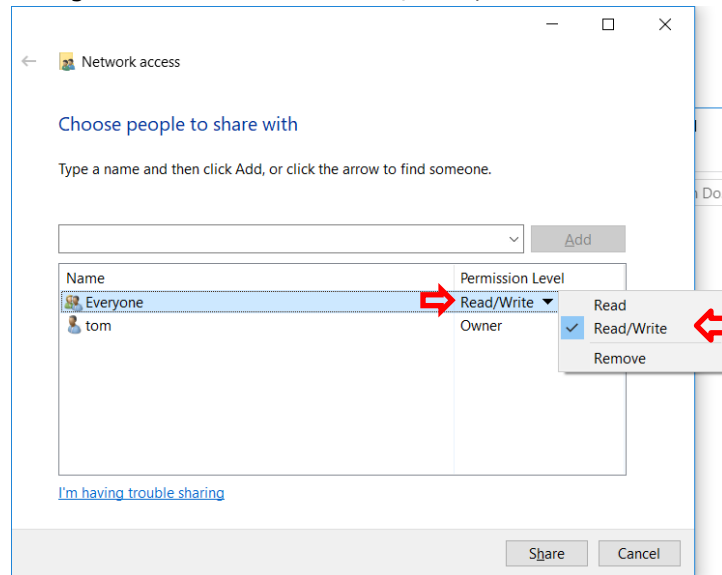 Network access
Choose people to share with
Type a name and then click Add, or click the arrow to find someone.
Add
Name Permission Level
Everyone Read/Write
tom Owner
Read
Read/Write
Remove
I'm having trouble sharing
Share Cancel